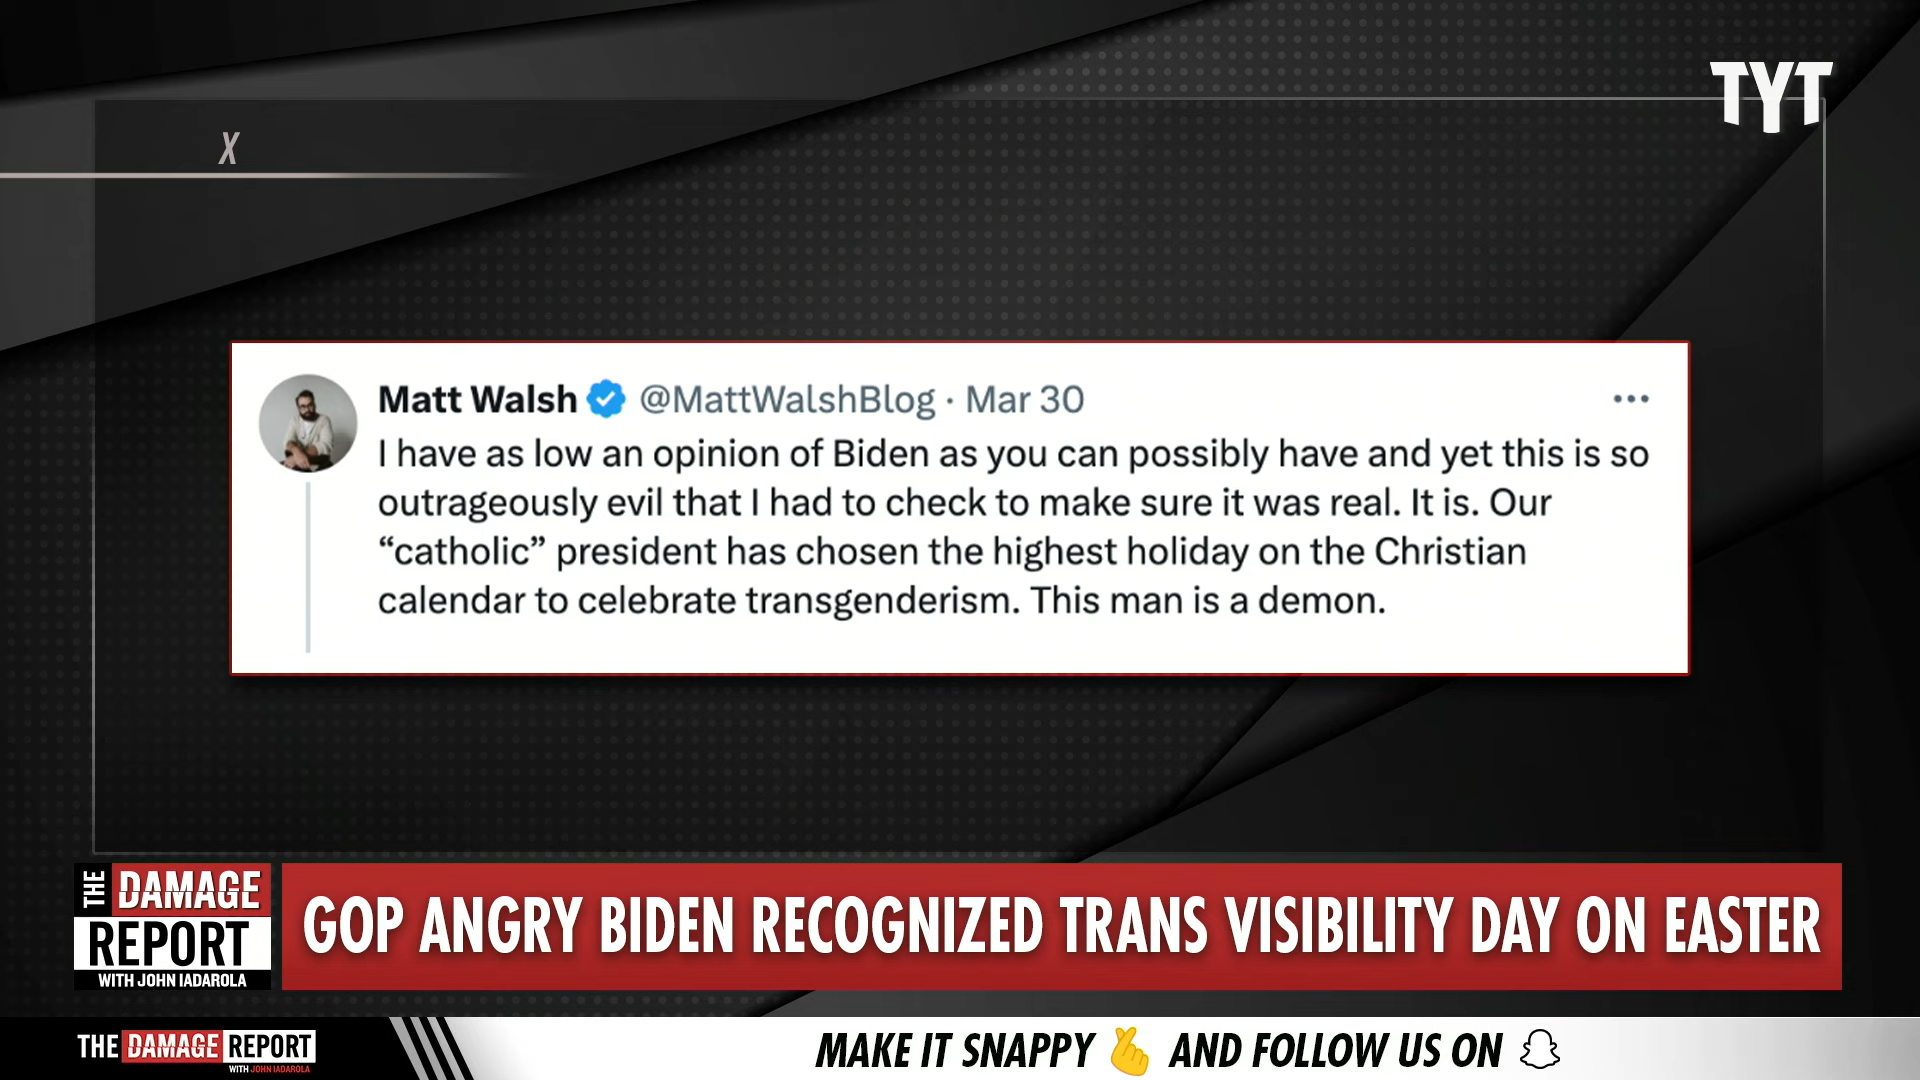 TYT
X
Matt Walsh @MattWalshBlog · Mar 30
I have as low an opinion of Biden as you can possibly have and yet this is so
outrageously evil that I had to check to make sure it was real. It is. Our
“catholic” president has chosen the highest holiday on the Christian
calendar to celebrate transgenderism. This man is a demon.
THE DAMAGE
REPORT
WITH JOHN IADAROLA
GOP ANGRY BIDEN RECOGNIZED TRANS VISIBILITY DAY ON EASTER
THE DAMAGE REPORT
WITH JOHN IADAROLA
MAKE IT SNAPPY AND FOLLOW US ON